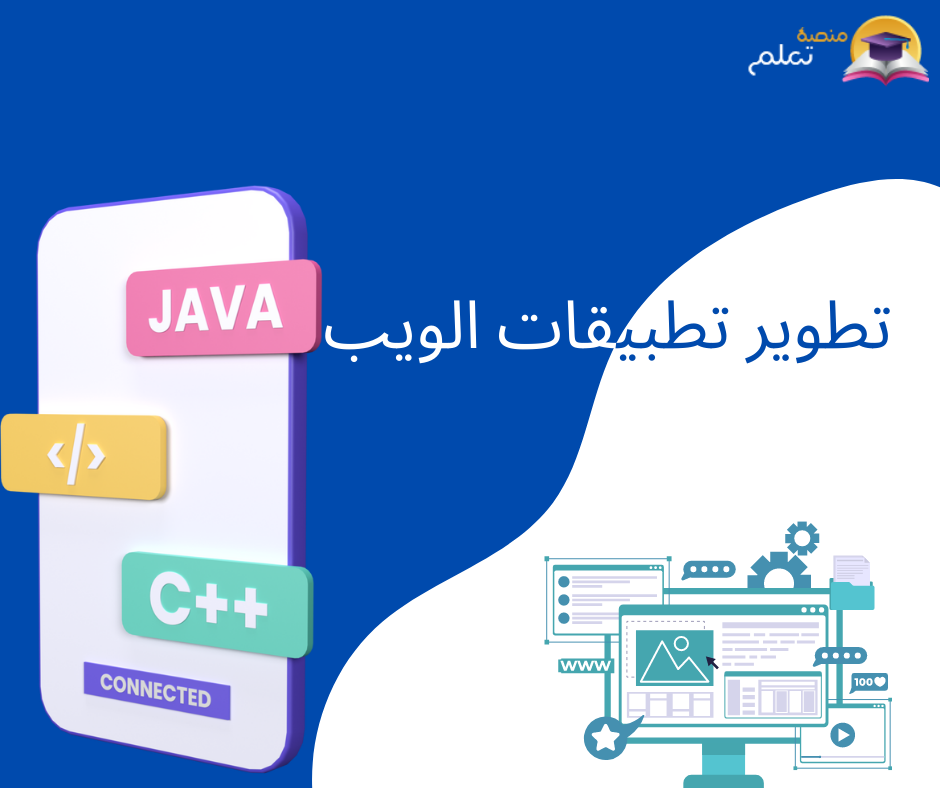 منصة
تعلم
تطوير تطبيقات الويب
JAVA
</>
C++
CONNECTED
WWW
100